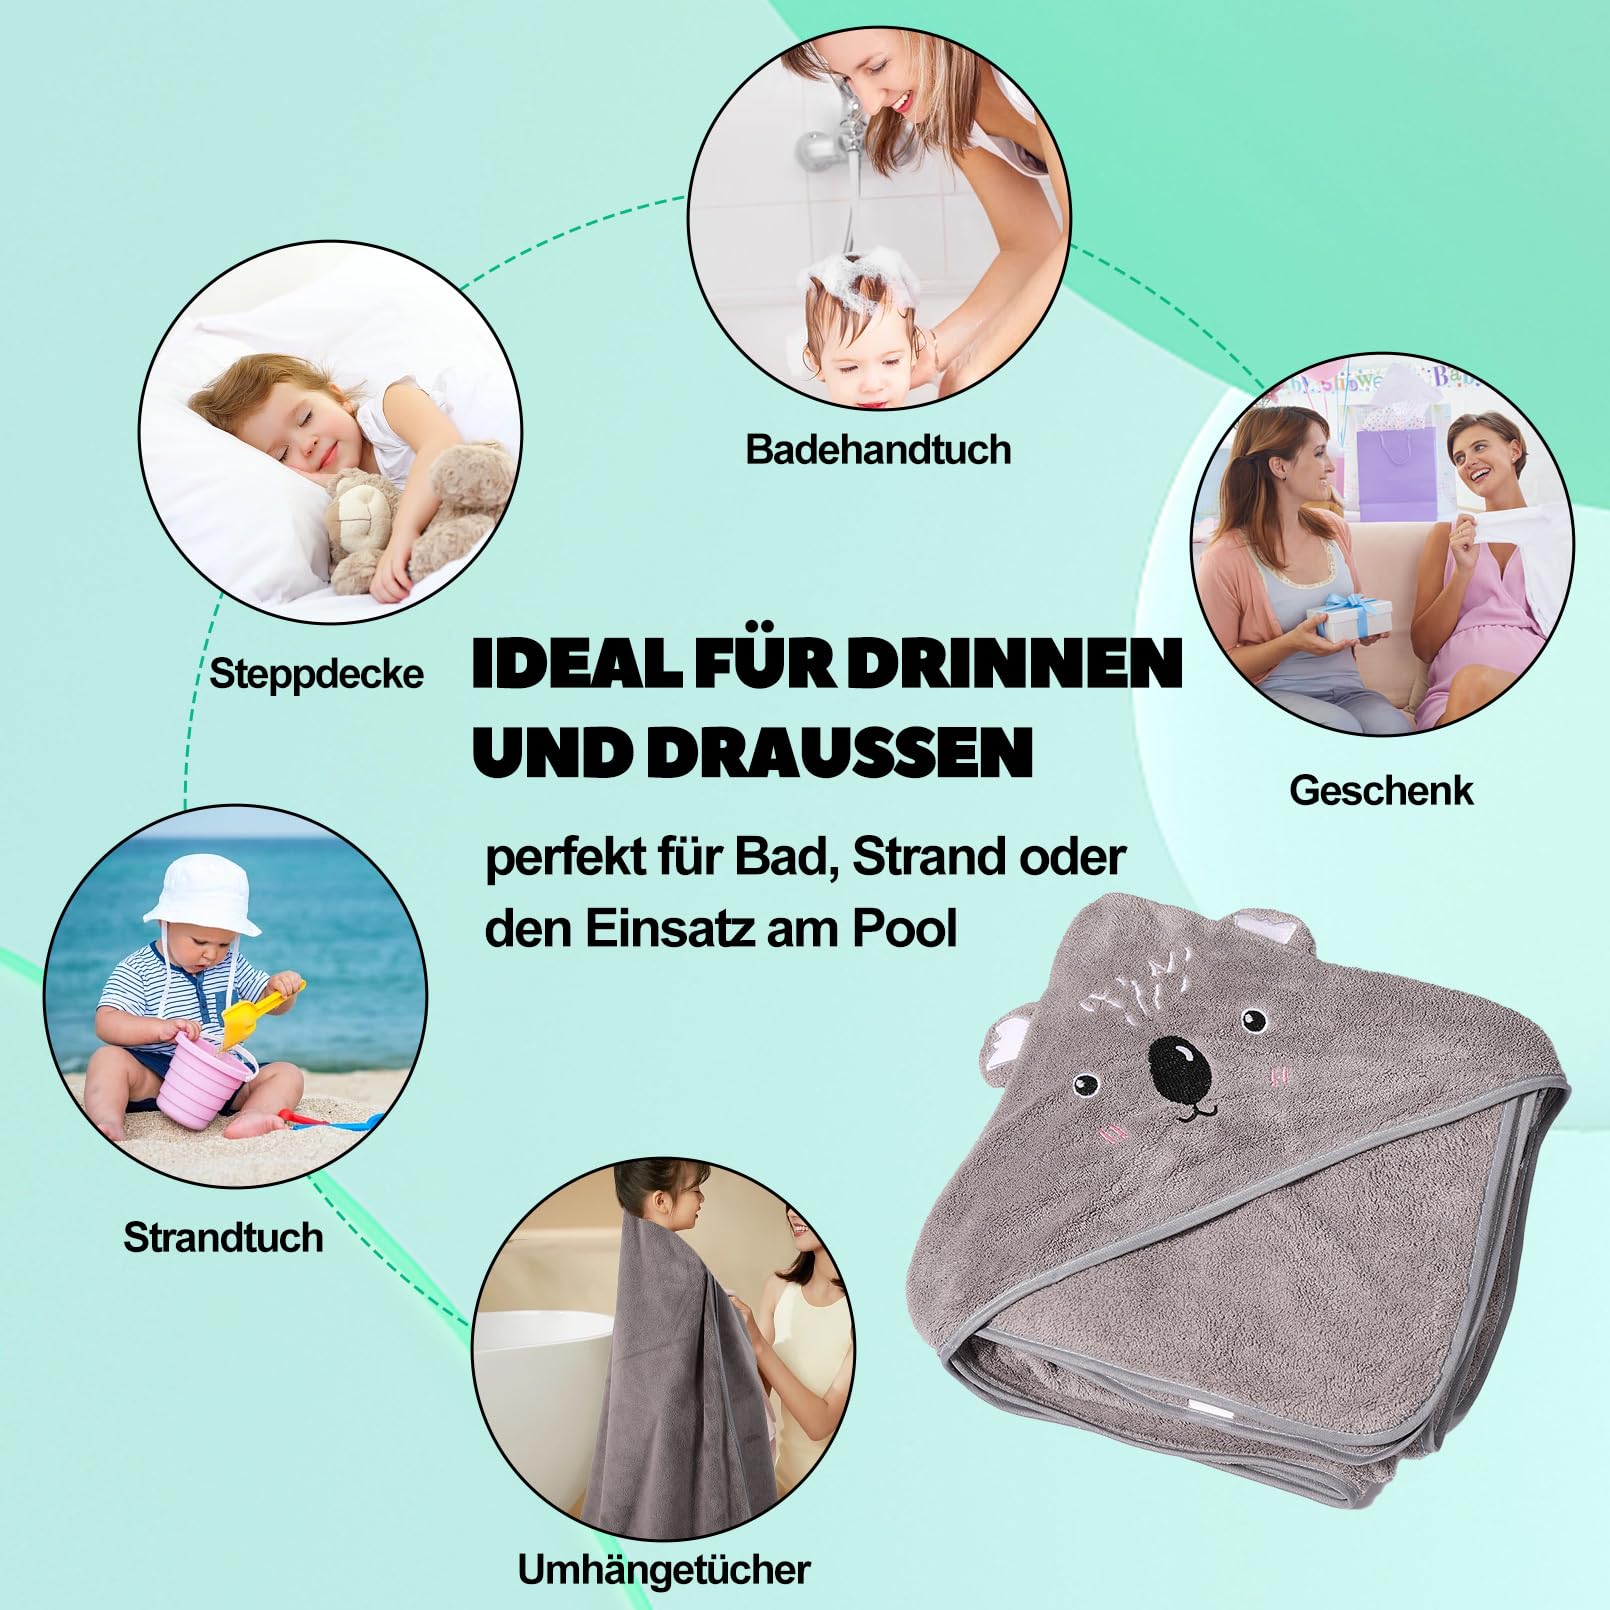 Badehandtuch
Steppdecke
IDEAL FÜR DRINNEN
UND DRAUSSEN
Geschenk
perfekt für Bad, Strand oder
den Einsatz am Pool
Strandtuch
Umhängetücher